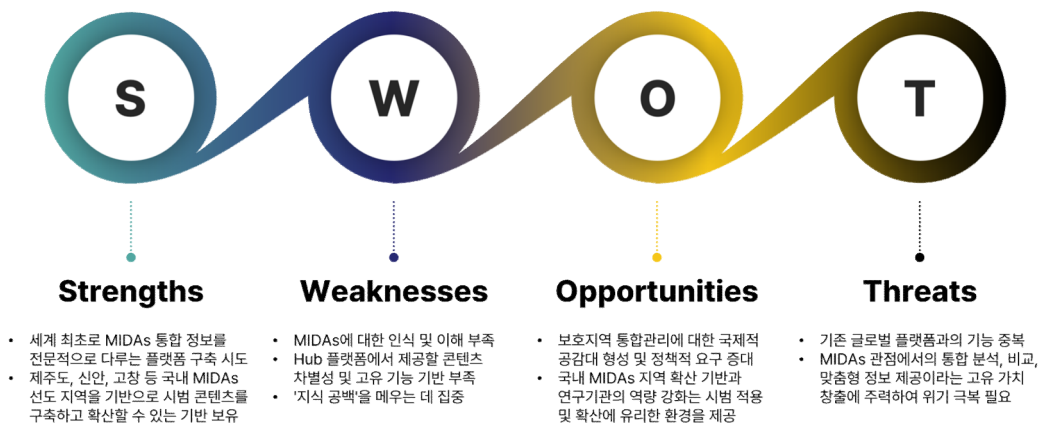 S
W
O
T
Strengths
• 세계 최초로 MIDAs 통합 정보를
전문적으로 다루는 플랫폼 구축 시도
• 제주도, 신안, 고창 등 국내 MIDAs
선도 지역을 기반으로 시범 콘텐츠를
구축하고 확산할 수 있는 기반 보유
Weaknesses
• MIDAs에 대한 인식 및 이해 부족
• Hub 플랫폼에서 제공할 콘텐츠
차별성 및 고유 기능 기반 부족
• '지식 공백'을 메우는 데 집중
Opportunities
• 보호지역 통합관리에 대한 국제적
공감대 형성 및 정책적 요구 증대
• 국내 MIDAs 지역 확산 기반과
연구기관의 역량 강화는 시범 적용
및 확산에 유리한 환경을 제공
Threats
• 기존 글로벌 플랫폼과의 기능 중복
• MIDAs 관점에서의 통합 분석, 비교,
맞춤형 정보 제공이라는 고유 가치
창출에 주력하여 위기 극복 필요